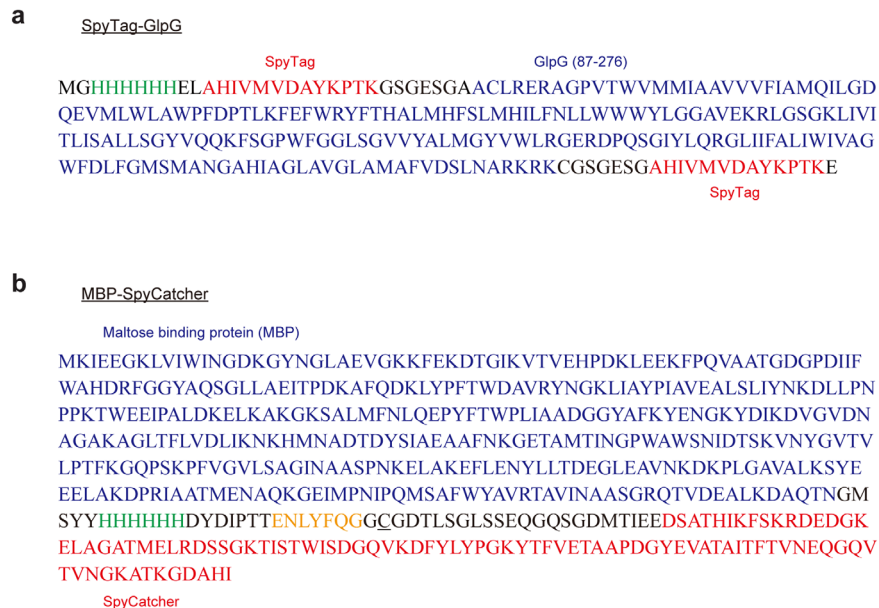 a
SpyTag-GlpG
SpyTag GlpG (87-276)
MGHHHHHHELAHIVMVDAYKPTKGSGESGAACLRERAGPVTWVMMIAAVVVFIAMQILGD
QEVMLWLAWPFDPTLKFEFWRYFTHALMHFSLMHILFNLLWWWYLGGAVEKRLGSGKLIVI
TLISALLSGYVQQKFSGPWFGGLSGVVYALMGYVWLRGERDPQSGIYLQRGLIIFALIWIVAG
WFDLFGMSMANGAHIAGLAVGLAMAFVDSLNARKRKCGSGESGAHIVMVDAYKPTKE
SpyTag
b
MBP-SpyCatcher
Maltose binding protein (MBP)
MKIEEGKLVIWINGDKGYNGLAEVGKKFEKDTGIKVTVEHPDKLEEKFPQVAATGDGPDIIF
WAHDRFGGYAQSGLLAEITPDKAFQDKLYPFTWDAVRYNGKLIAYPIAVEALSLIYNKDLLPN
PPKTWEEIPALDKELKAKGKSALMFNLQEPYFTWPLIAADGGYAFKYENGKYDIKDVGVDN
AGAKAGLTFLVDLIKNKHMNADTDYSIAEAAFNKGETAMTINGPWAWSNIDTSKVNYGVTV
LPTFKGQPSKPFVGVLSAGINAASPNKELAKEFLENYLLTDEGLEAVNKDKPLGAVALKSYE
EELAKDPRIAATMENAQKGEIMPNIPQMSAFWYAVRTAVINAASGRQTVDEALKDAQTNGM
SYYHHHHHHDYDIPTTENLYFQGGCGDTLSGLSSEQGQSGDMTIEEDSATHIKFSKRDEDGK
ELAGATMELRDSSGKTISTWISDGQVKDFYLYPGKYTFVETAAPDGYEVATAITFTVNEQGQV
TVNGKATKGDAHI
SpyCatcher